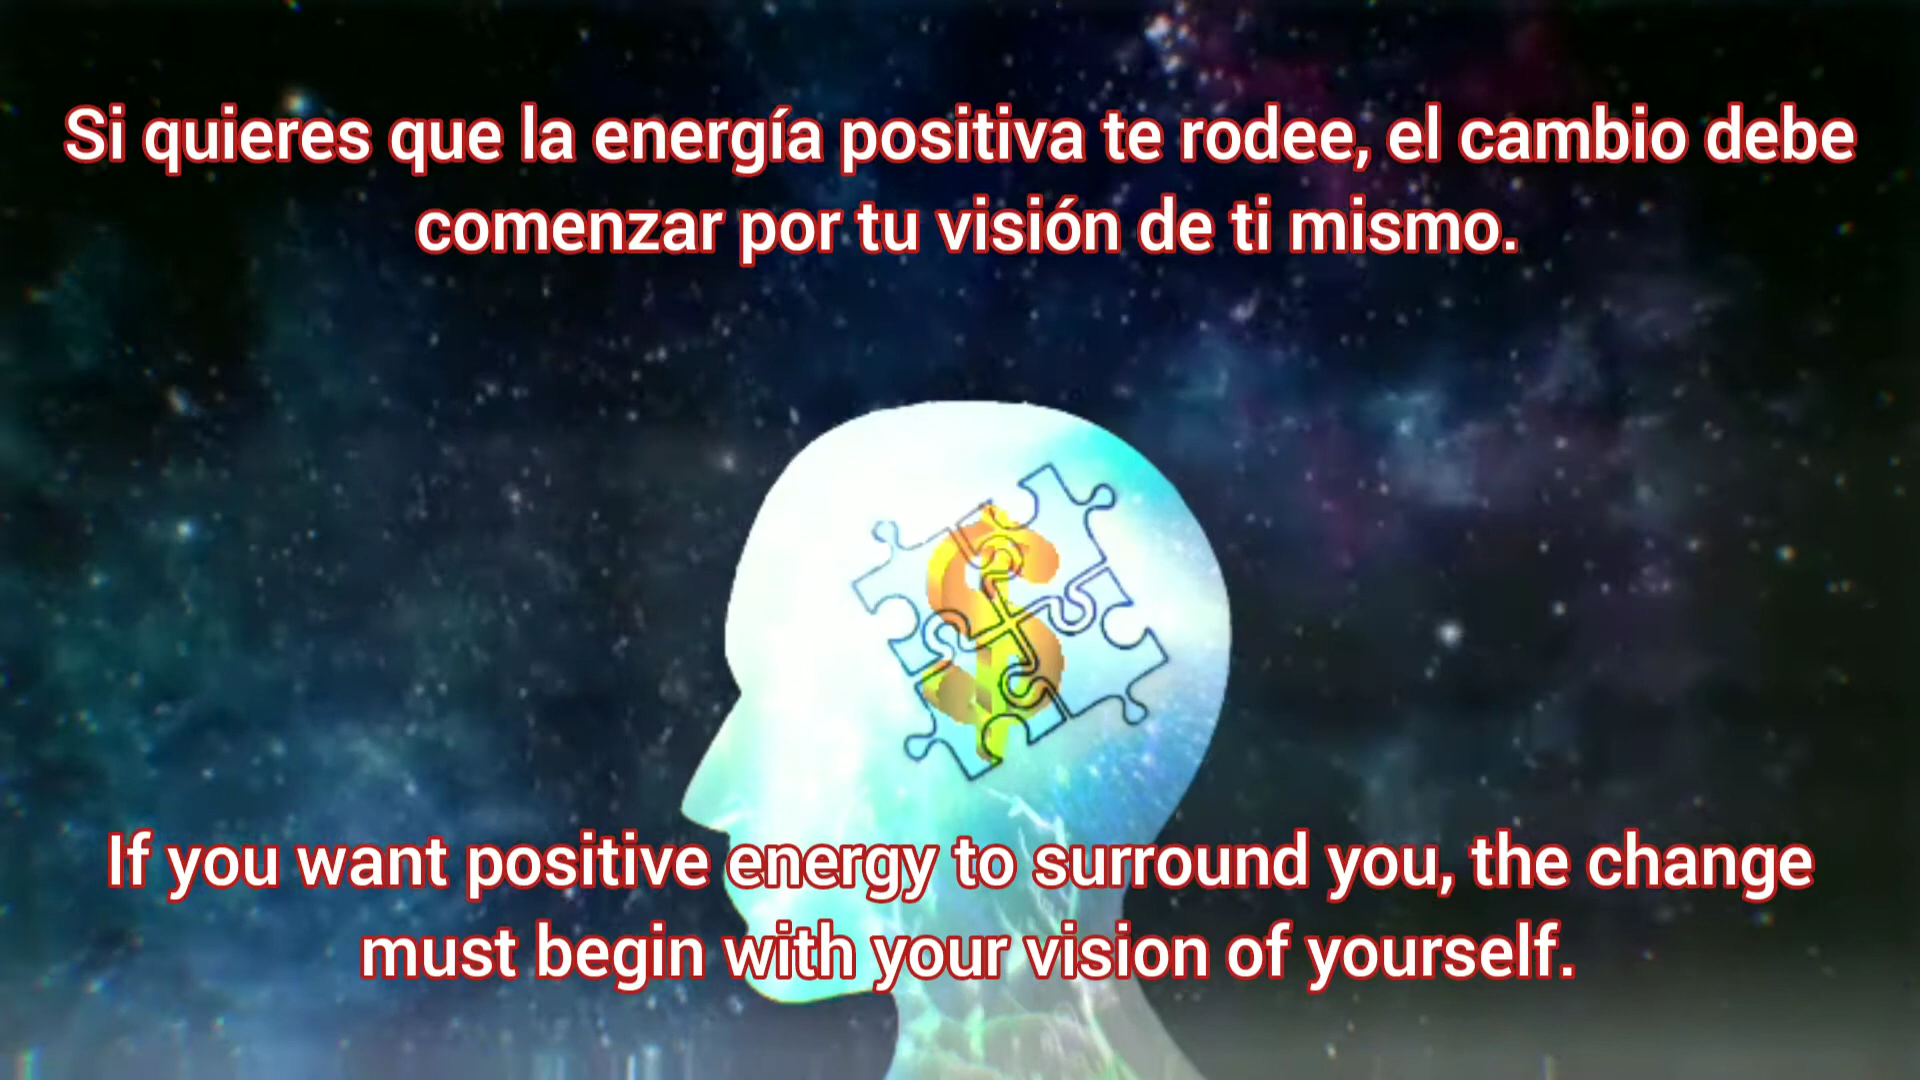 Si quieres que la energía positiva te rodee, el cambio debe
comenzar por tu visión de ti mismo.
$
If you want positive energy to surround you, the change
must begin with your vision of yourself.